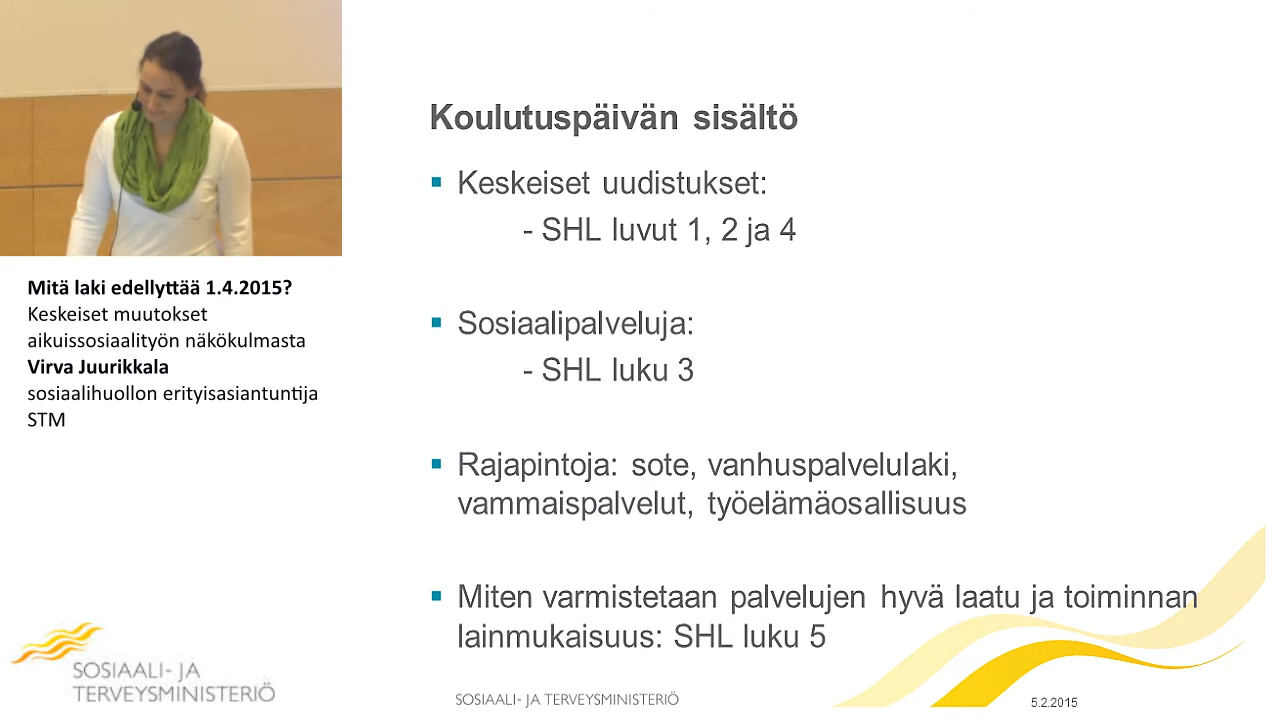 Koulutuspäivän sisältö
▪ Keskeiset uudistukset:
- SHL luvut 1, 2 ja 4
▪ Sosiaalipalveluja:
- SHL luku 3
▪ Rajapintoja: sote, vanhuspalvelulaki,
vammaispalvelut, työelämäosallisuus
▪ Miten varmistetaan palvelujen hyvä laatu ja toiminnan
lainmukaisuus: SHL luku 5
Mitä laki edellyttää 1.4.2015?
Keskeiset muutokset
aikuissosiaalityön näkökulmasta
Virva Juurikkala
sosiaalihuollon erityisasiantuntija
STM
SOSIAALI- JA
TERVEYSMINISTERIÖ
SOSIAALI- JA TERVEYSMINISTERIÖ
5.2.2015